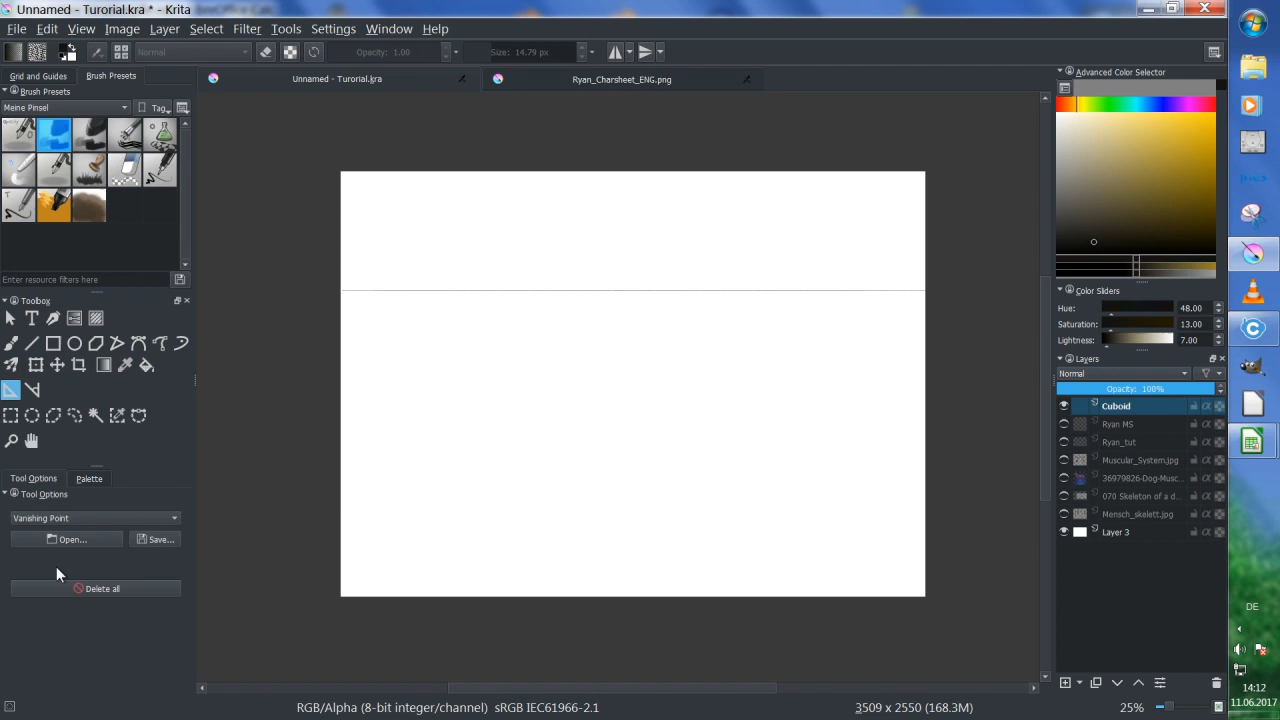 Unnamed - Turorial.kra * - Krita
File Edit View Image Layer Select Filter Tools Settings Window Help
Normal Opacity: 1.00 Size: 14.79 px
Grid and Guides Brush Presets
Unnamed - Turorial.kra Ryan_Charsheet_ENG.png
Advanced Color Selector
Brush Presets
Meine Pinsel Tag
Enter resource filters here
Toolbox
Color Sliders
Hue: 48.00
Saturation: 13.00
Lightness: 7.00
Layers
Normal
Opacity: 100%
Cuboid
Ryan MS
Ryan_tut
Muscular_System.jpg
36979826-Dog-Musc...
070 Skeleton of a d...
Mensch_skelett.jpg
Layer 3
Tool Options Palette
Tool Options
Vanishing Point
Open... Save...
Delete all
DE
RGB/Alpha (8-bit integer/channel) sRGB IEC61966-2.1 3509 x 2550 (168.3M) 25%
14:12
11.06.2017